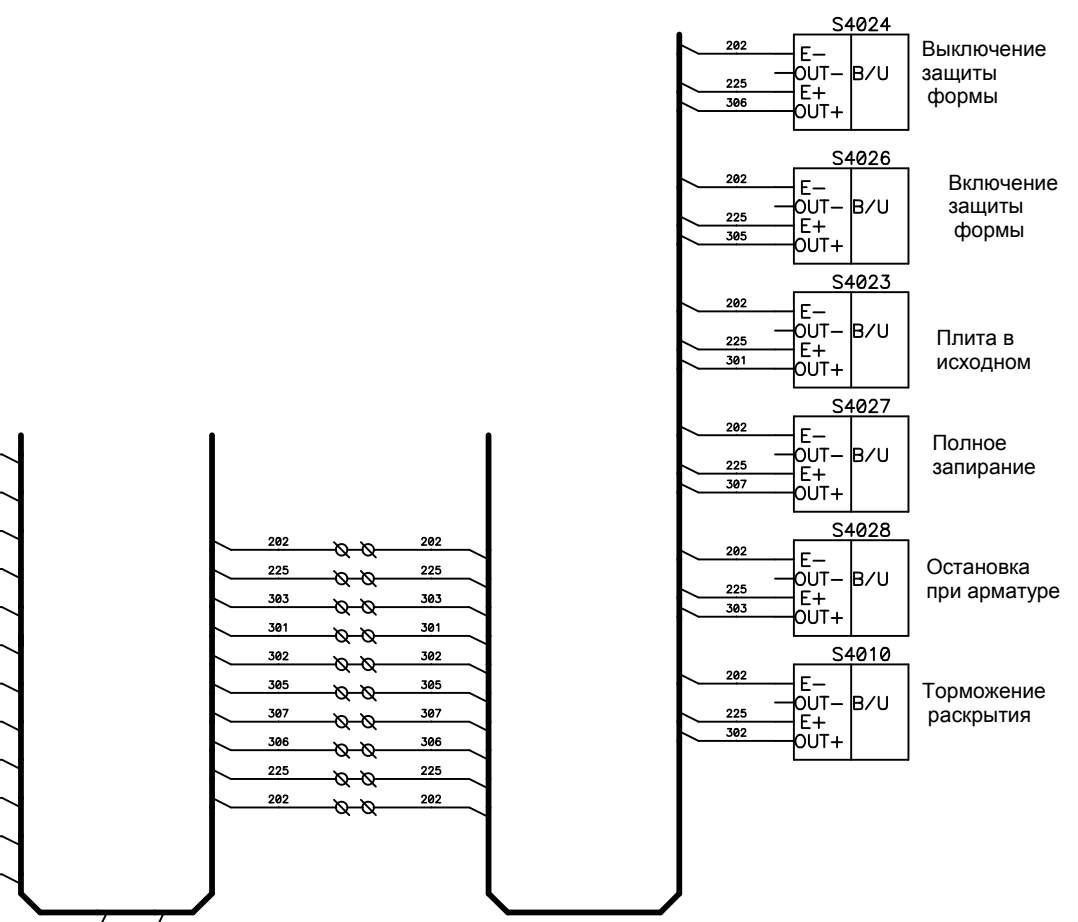 S4024
202 E— Выключение
OUT— B/U защиты
225 E+ формы
306 OUT+
S4026
202 E— Включение
OUT— B/U защиты
225 E+ формы
305 OUT+
S4023
202 E—
OUT— B/U Плита в
225 E+ исходном
301 OUT+
S4027
202 E— Полное
OUT— B/U запирание
225 E+
307 OUT+
S4028
202 E— Остановка
OUT— B/U при арматуре
225 E+
303 OUT+
S4010
202 E— Торможение
OUT— B/U раскрытия
225 E+
302 OUT+
202 202
225 225
303 303
301 301
302 302
305 305
307 307
306 306
225 225
202 202